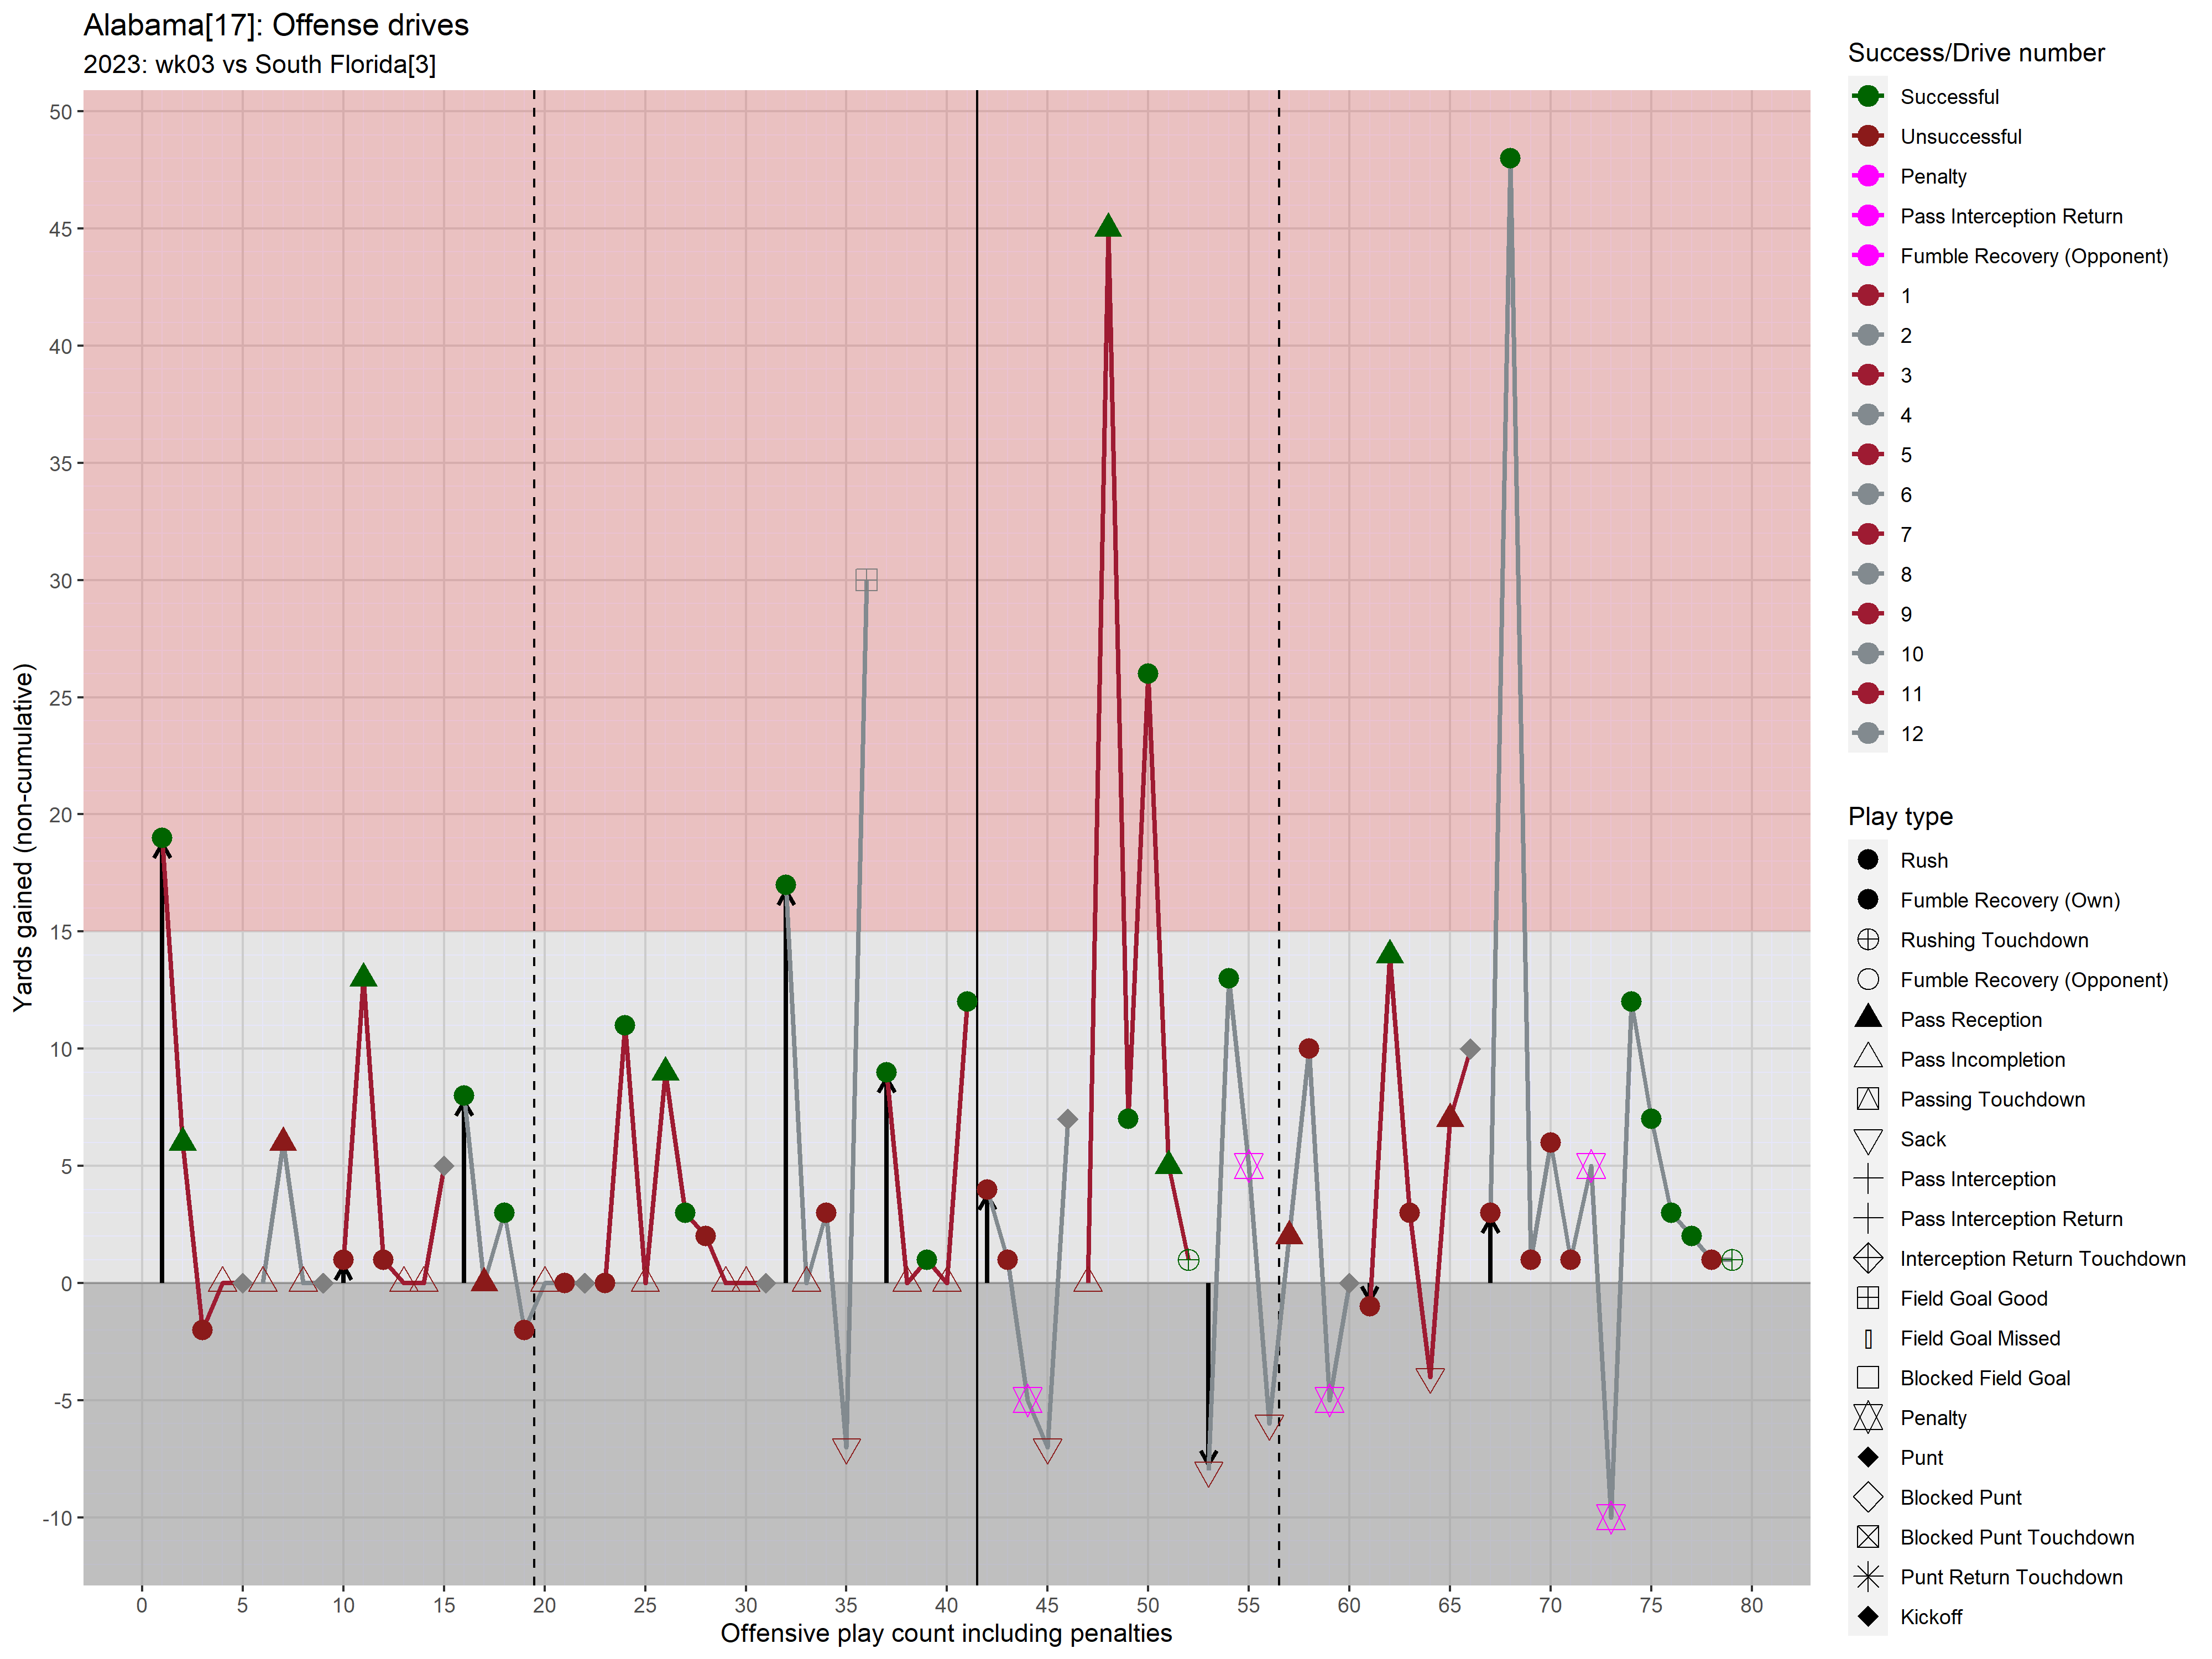 Alabama[17]: Offense drives
2023: wk03 vs South Florida[3]
Yards gained (non-cumulative)
50
45
40
35
30
25
20
15
10
5
0
-5
-10
0 5 10 15 20 25 30 35 40 45 50 55 60 65 70 75 80
Offensive play count including penalties
Success/Drive number
Successful
Unsuccessful
Penalty
Pass Interception Return
Fumble Recovery (Opponent)
1
2
3
4
5
6
7
8
9
10
11
12
Play type
Rush
Fumble Recovery (Own)
Rushing Touchdown
Fumble Recovery (Opponent)
Pass Reception
Pass Incompletion
Passing Touchdown
Sack
Pass Interception
Pass Interception Return
Interception Return Touchdown
Field Goal Good
Field Goal Missed
Blocked Field Goal
Penalty
Punt
Blocked Punt
Blocked Punt Touchdown
Punt Return Touchdown
Kickoff